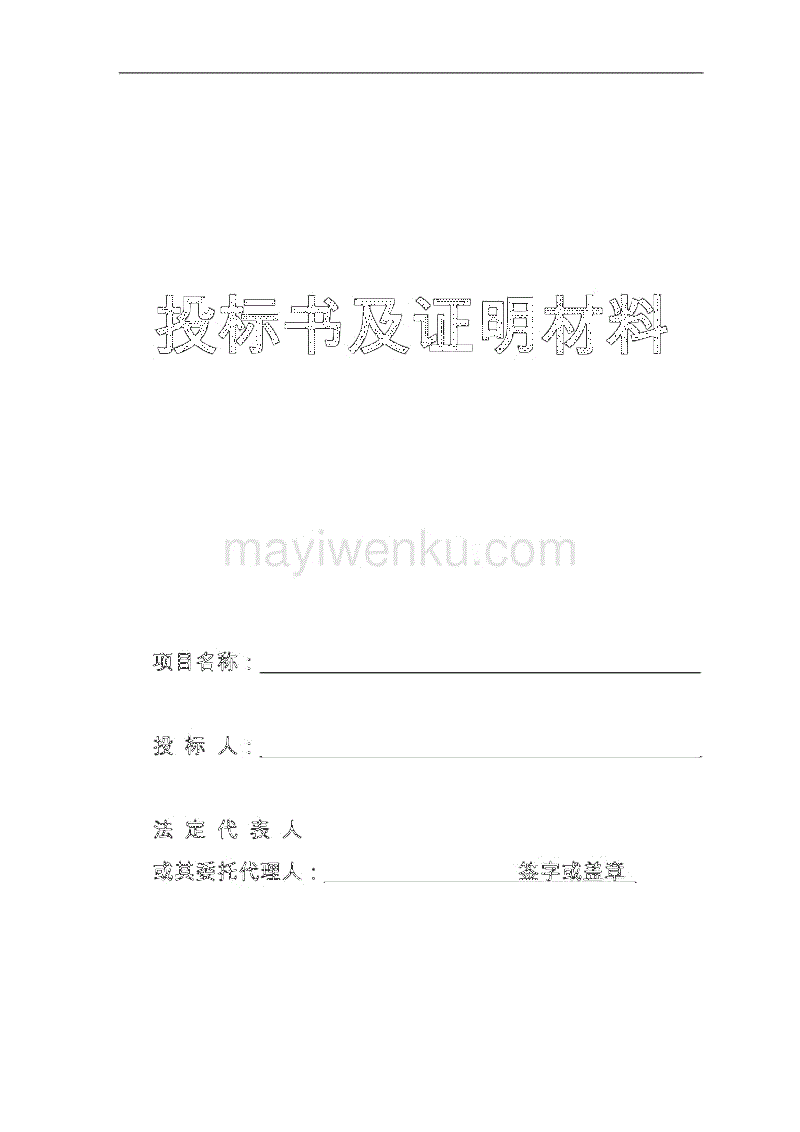 投标书及证明材料
mayiwenku.com
项目名称：
投 标 人：
法 定 代 表 人
或其委托代理人： 签字或盖章